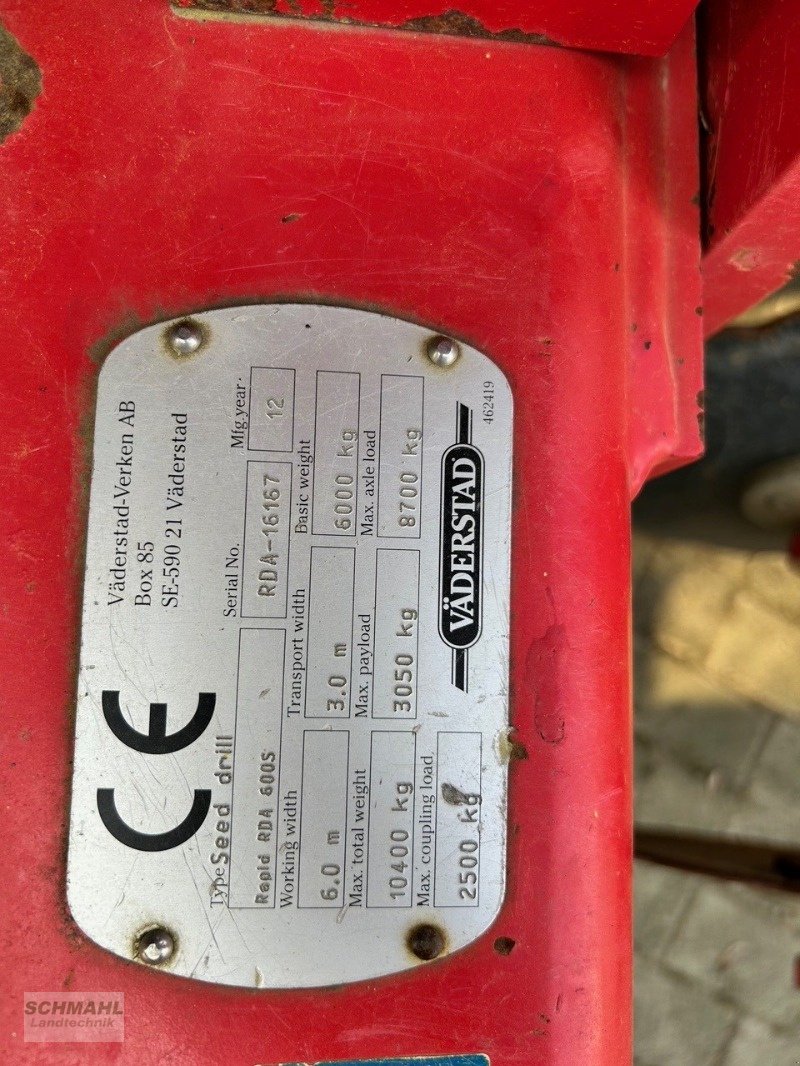 Väderstad-Verken AB
Box 85
SE-590 21 Väderstad
CE
Type Seed drill
Serial No.
Mfg.year.
Rapid RDA 600S
RDA-16167
12
Working width
Transport width
Basic weight
6.0 m
3.0 m
6000 kg
Max. total weight
Max. payload
Max. axle load
10400 kg
3050 kg
8700 kg
Max. coupling load
2500 kg
VÄDERSTAD
462419
SCHMAHL
Landtechnik